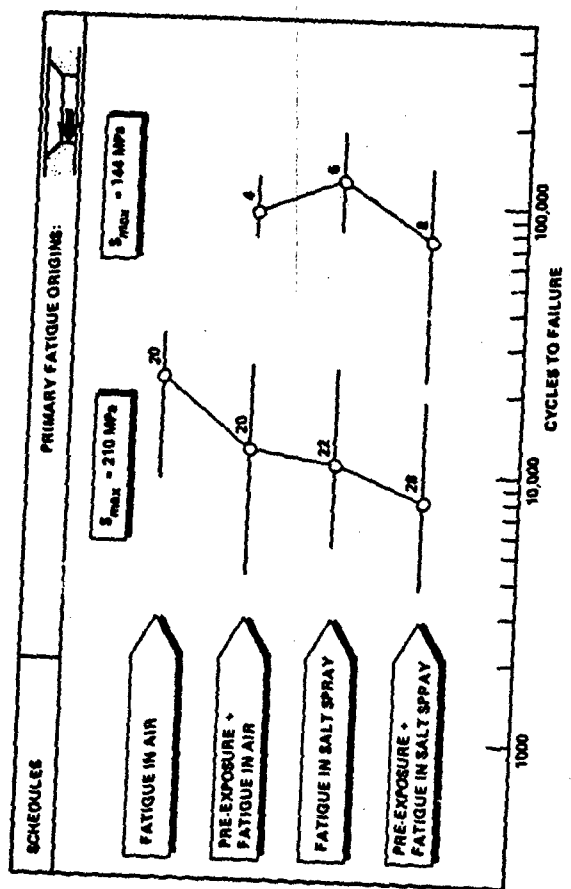 SCHEDULES
PRIMARY FATIGUE ORIGINS:
S max = 210 MPa
S max = 144 MPa
FATIGUE IN AIR
20
PRE-EXPOSURE +
FATIGUE IN AIR
20
4
FATIGUE IN SALT SPRAY
22
6
PRE-EXPOSURE +
FATIGUE IN SALT SPRAY
28
8
1000
10,000
100,000
CYCLES TO FAILURE